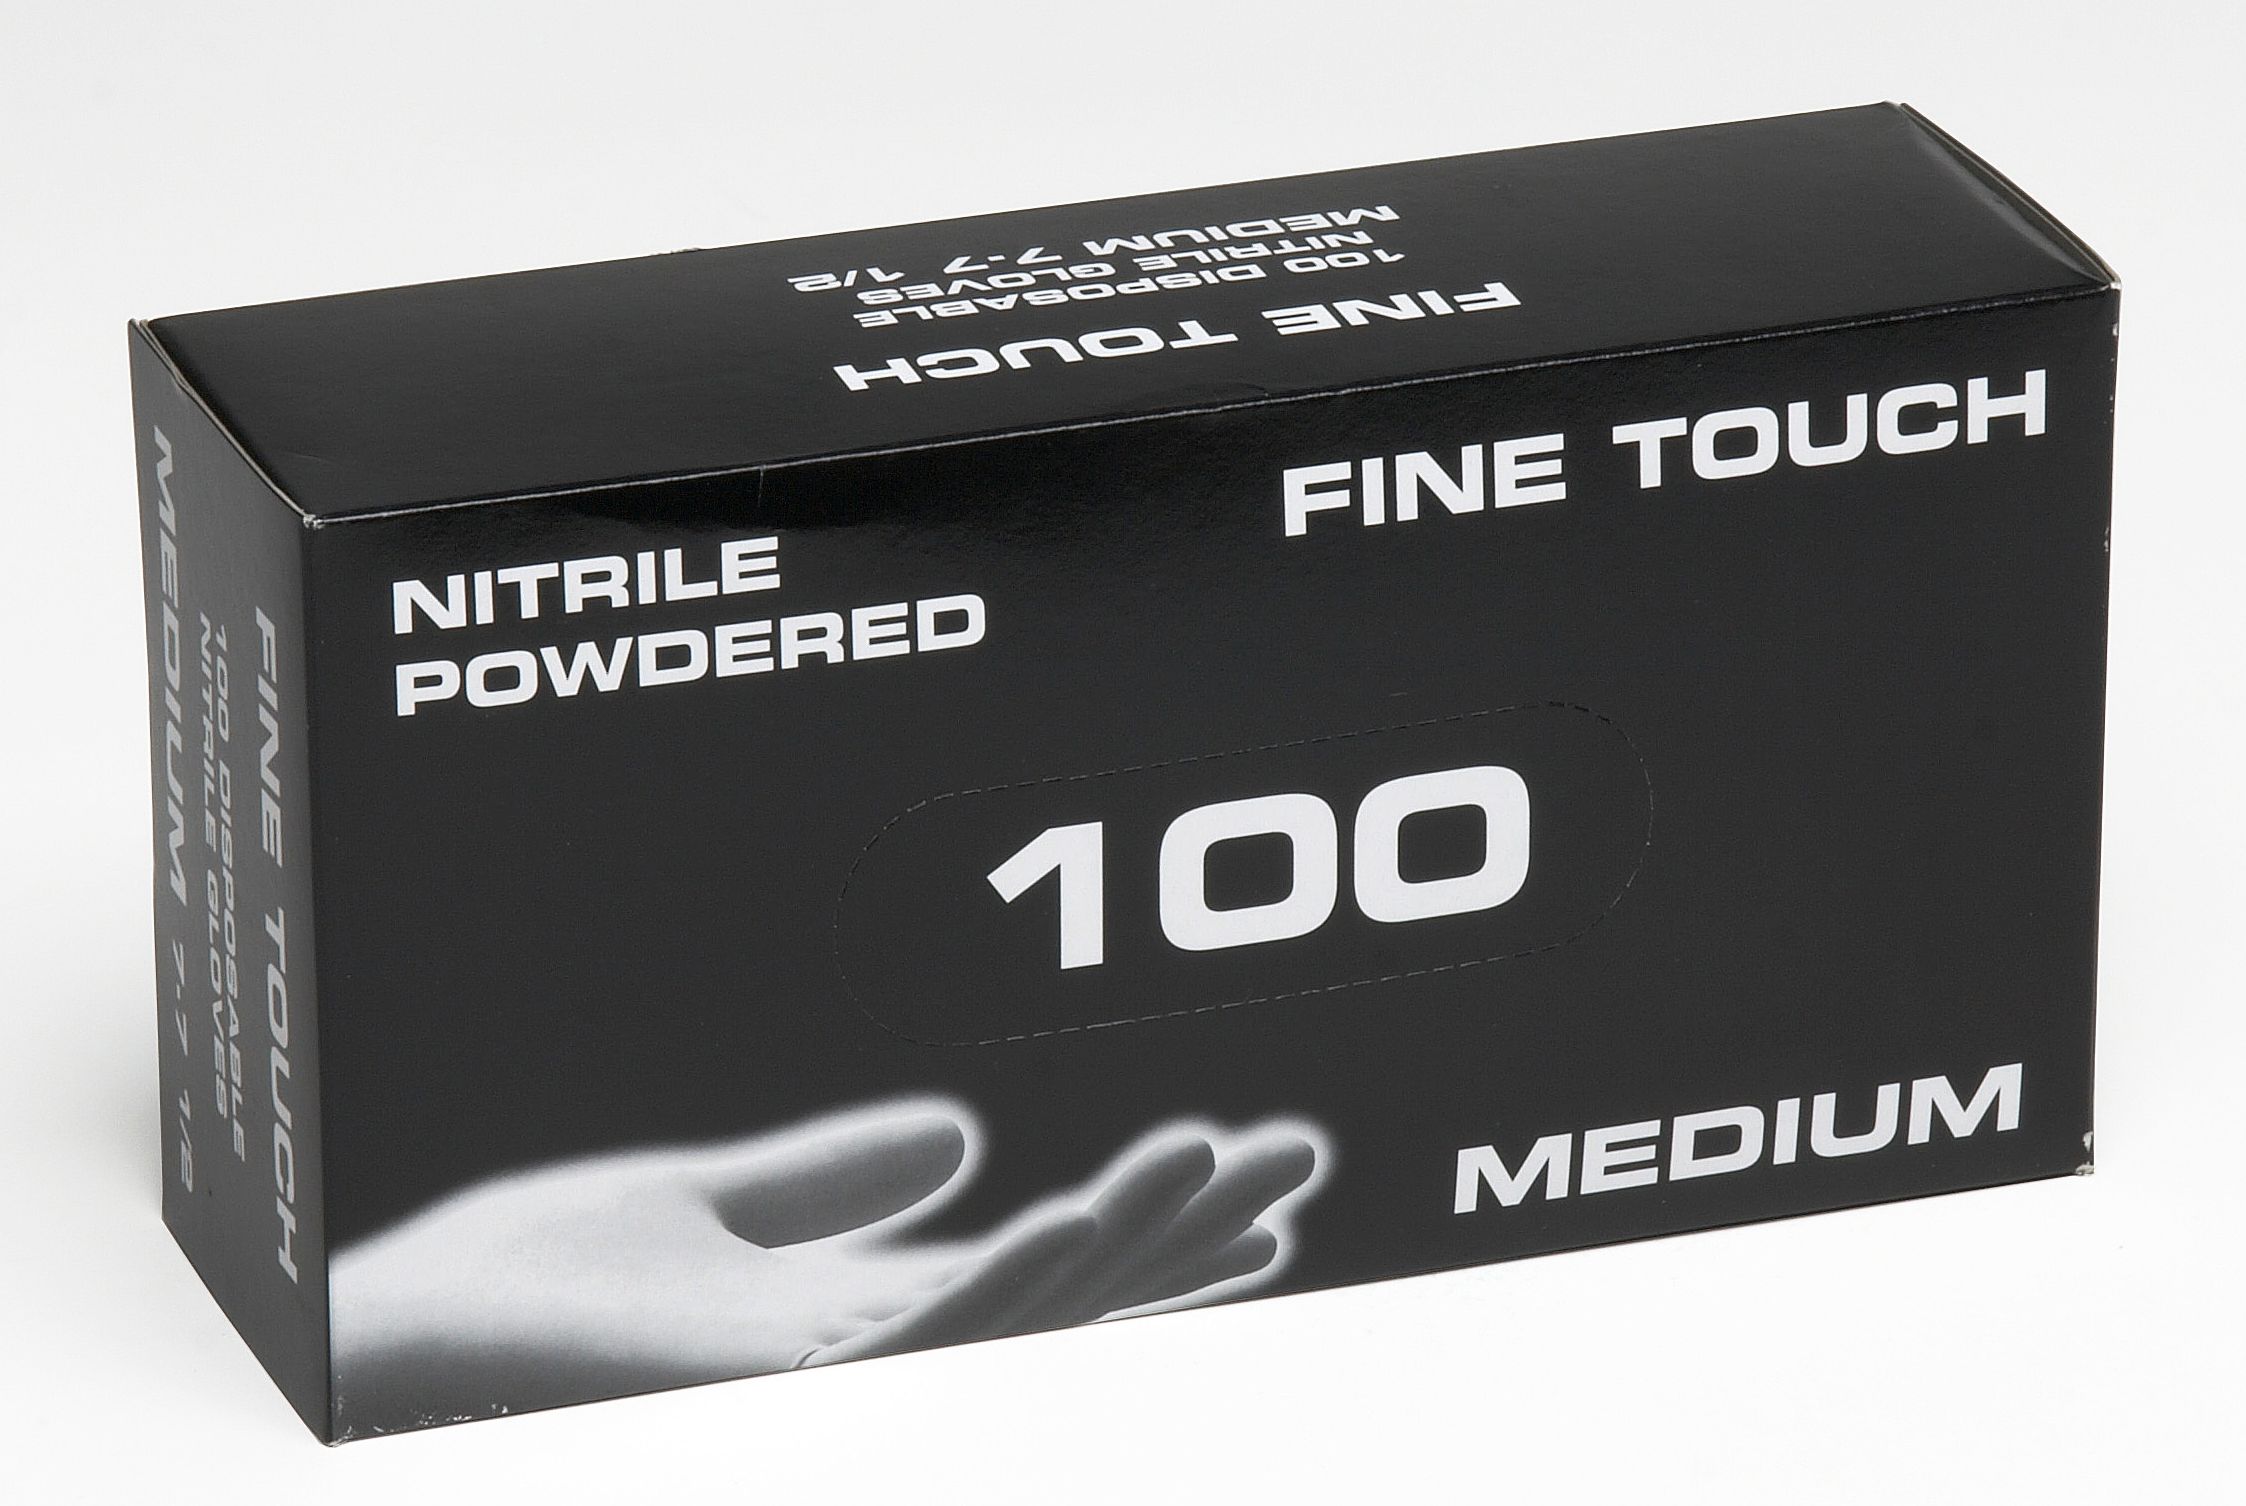 FINE TOUCH
100 DISPOSABLE
NITRILE GLOVES
MEDIUM 7-7 1/2
NITRILE
POWDERED
FINE TOUCH
100
MEDIUM
FINE TOUCH
100 DISPOSABLE
NITRILE GLOVES
MEDIUM 7-7 1/2